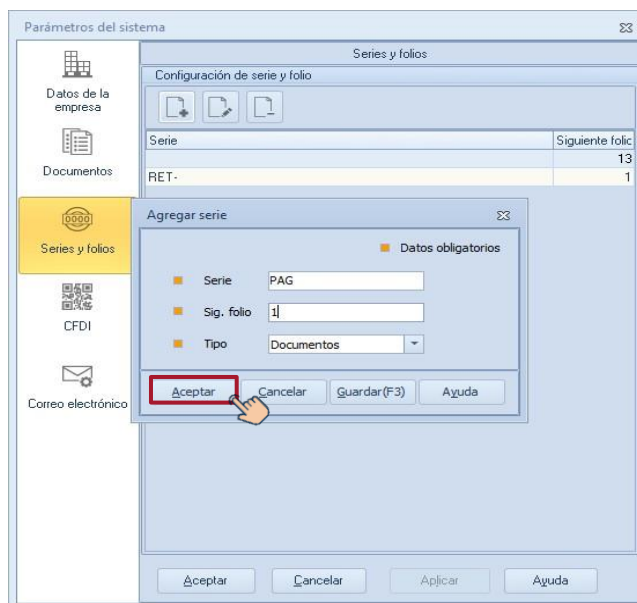 Parámetros del sistema
Series y folios
Configuración de serie y folio
Datos de la
empresa
Serie Siguiente folio
13
Documentos
RET- 1
Agregar serie
Datos obligatorios
Series y folios
Serie PAG
Sig. folio 1
CFDI
Tipo Documentos
Aceptar Cancelar Guardar(F3) Ayuda
Correo electrónico
Aceptar Cancelar Aplicar Ayuda